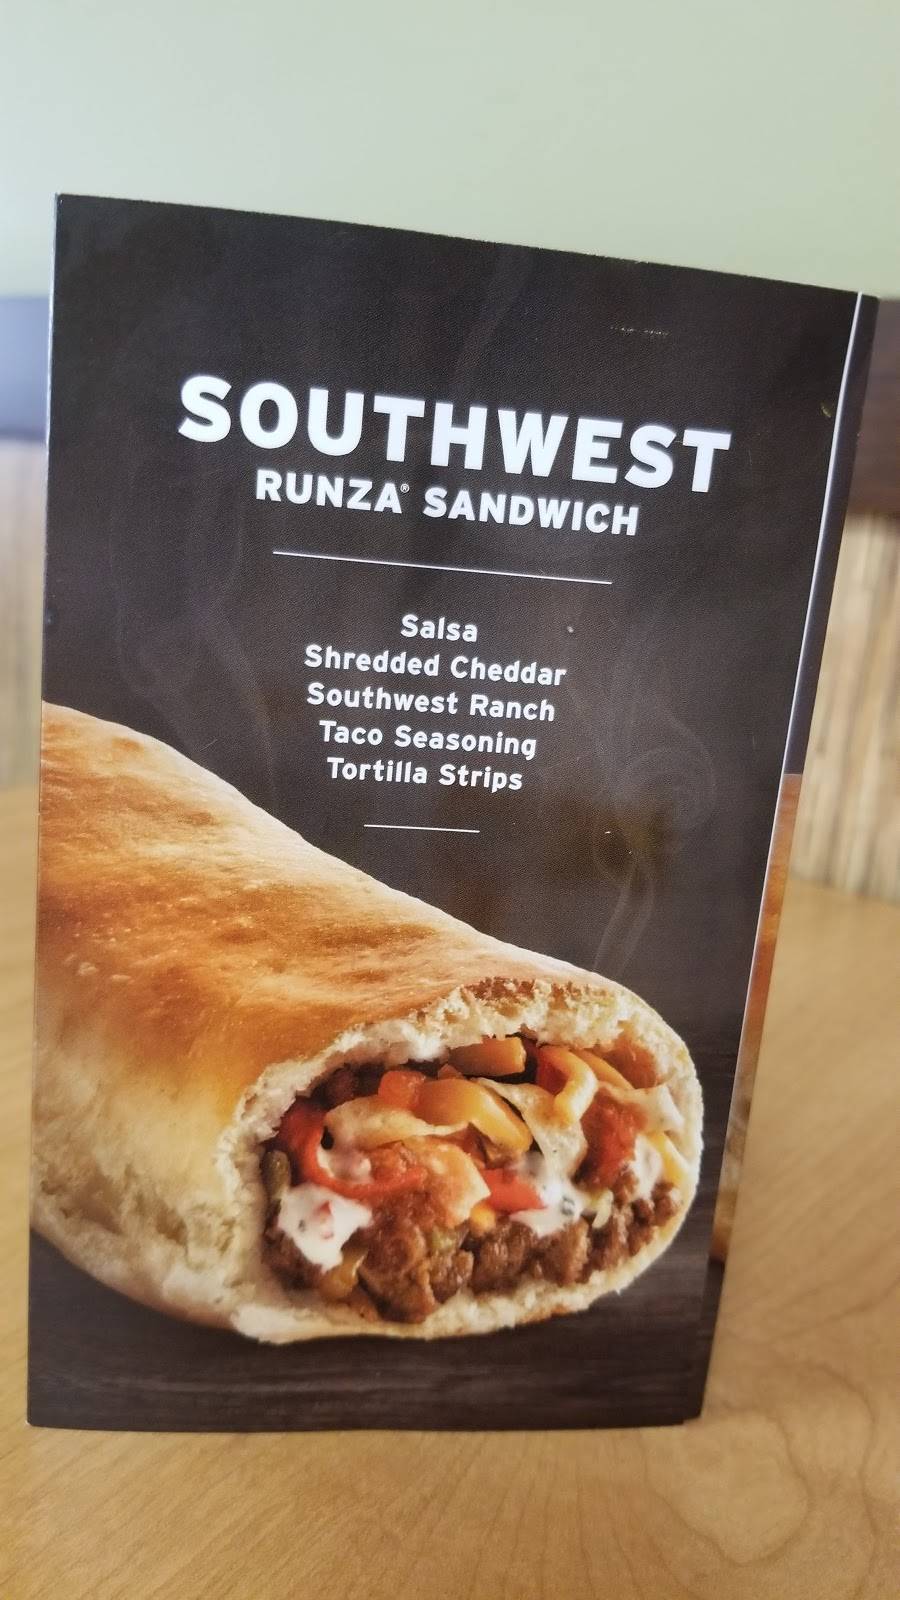 SOUTHWEST
RUNZA® SANDWICH
Salsa
Shredded Cheddar
Southwest Ranch
Taco Seasoning
Tortilla Strips